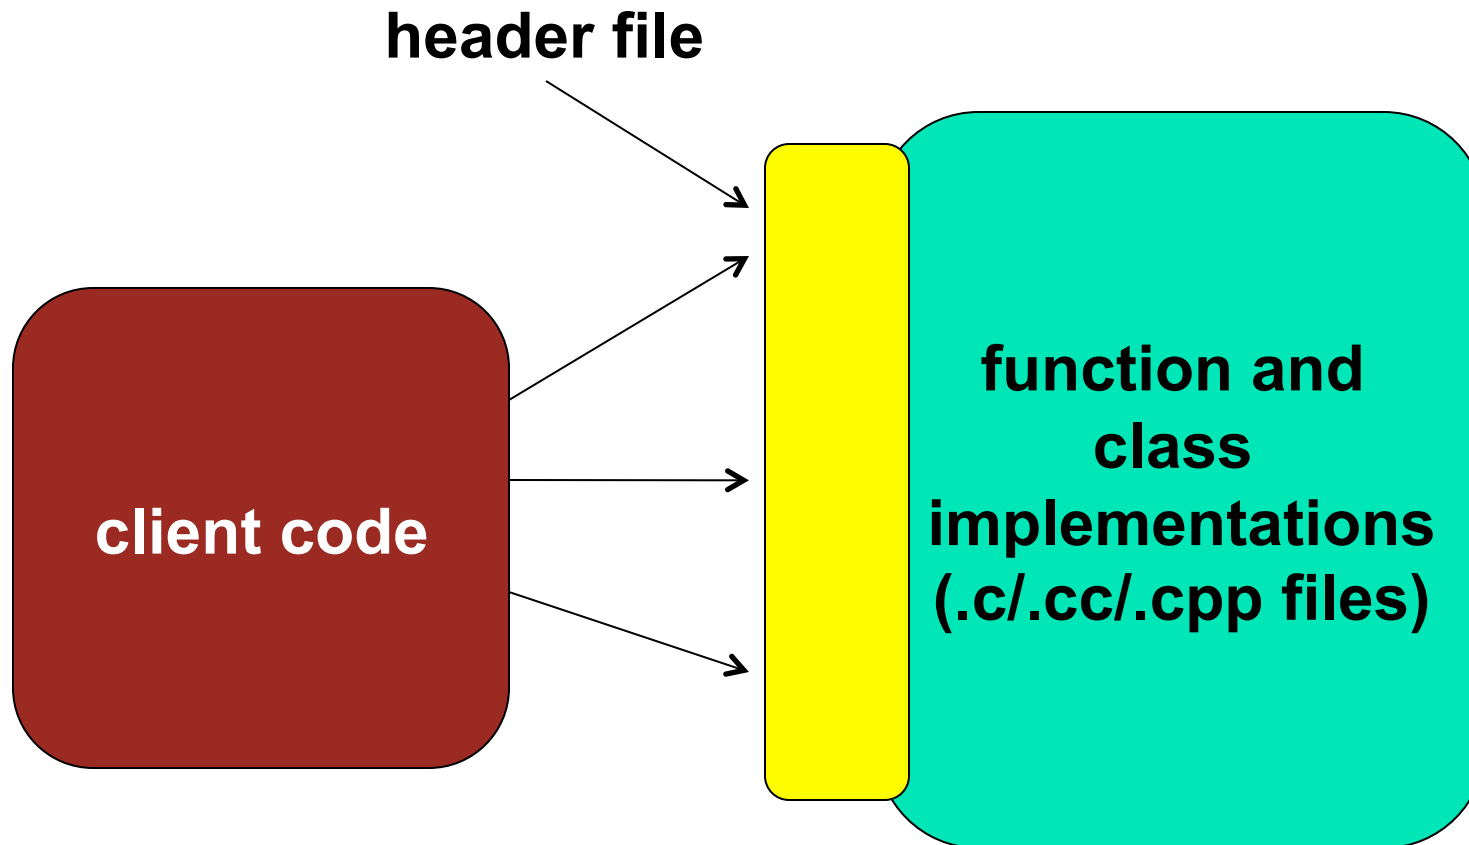 header file
client code
function and
class
implementations
(.c/.cc/.cpp files)